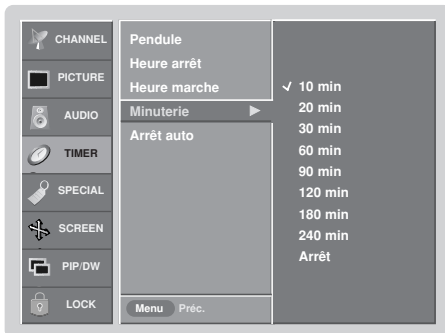 CHANNEL
PICTURE
AUDIO
TIMER
SPECIAL
SCREEN
PIP/DW
LOCK
Pendule
Heure arrêt
Heure marche
Minuterie
Arrêt auto
Menu Préc.
10 min
20 min
30 min
60 min
90 min
120 min
180 min
240 min
Arrêt